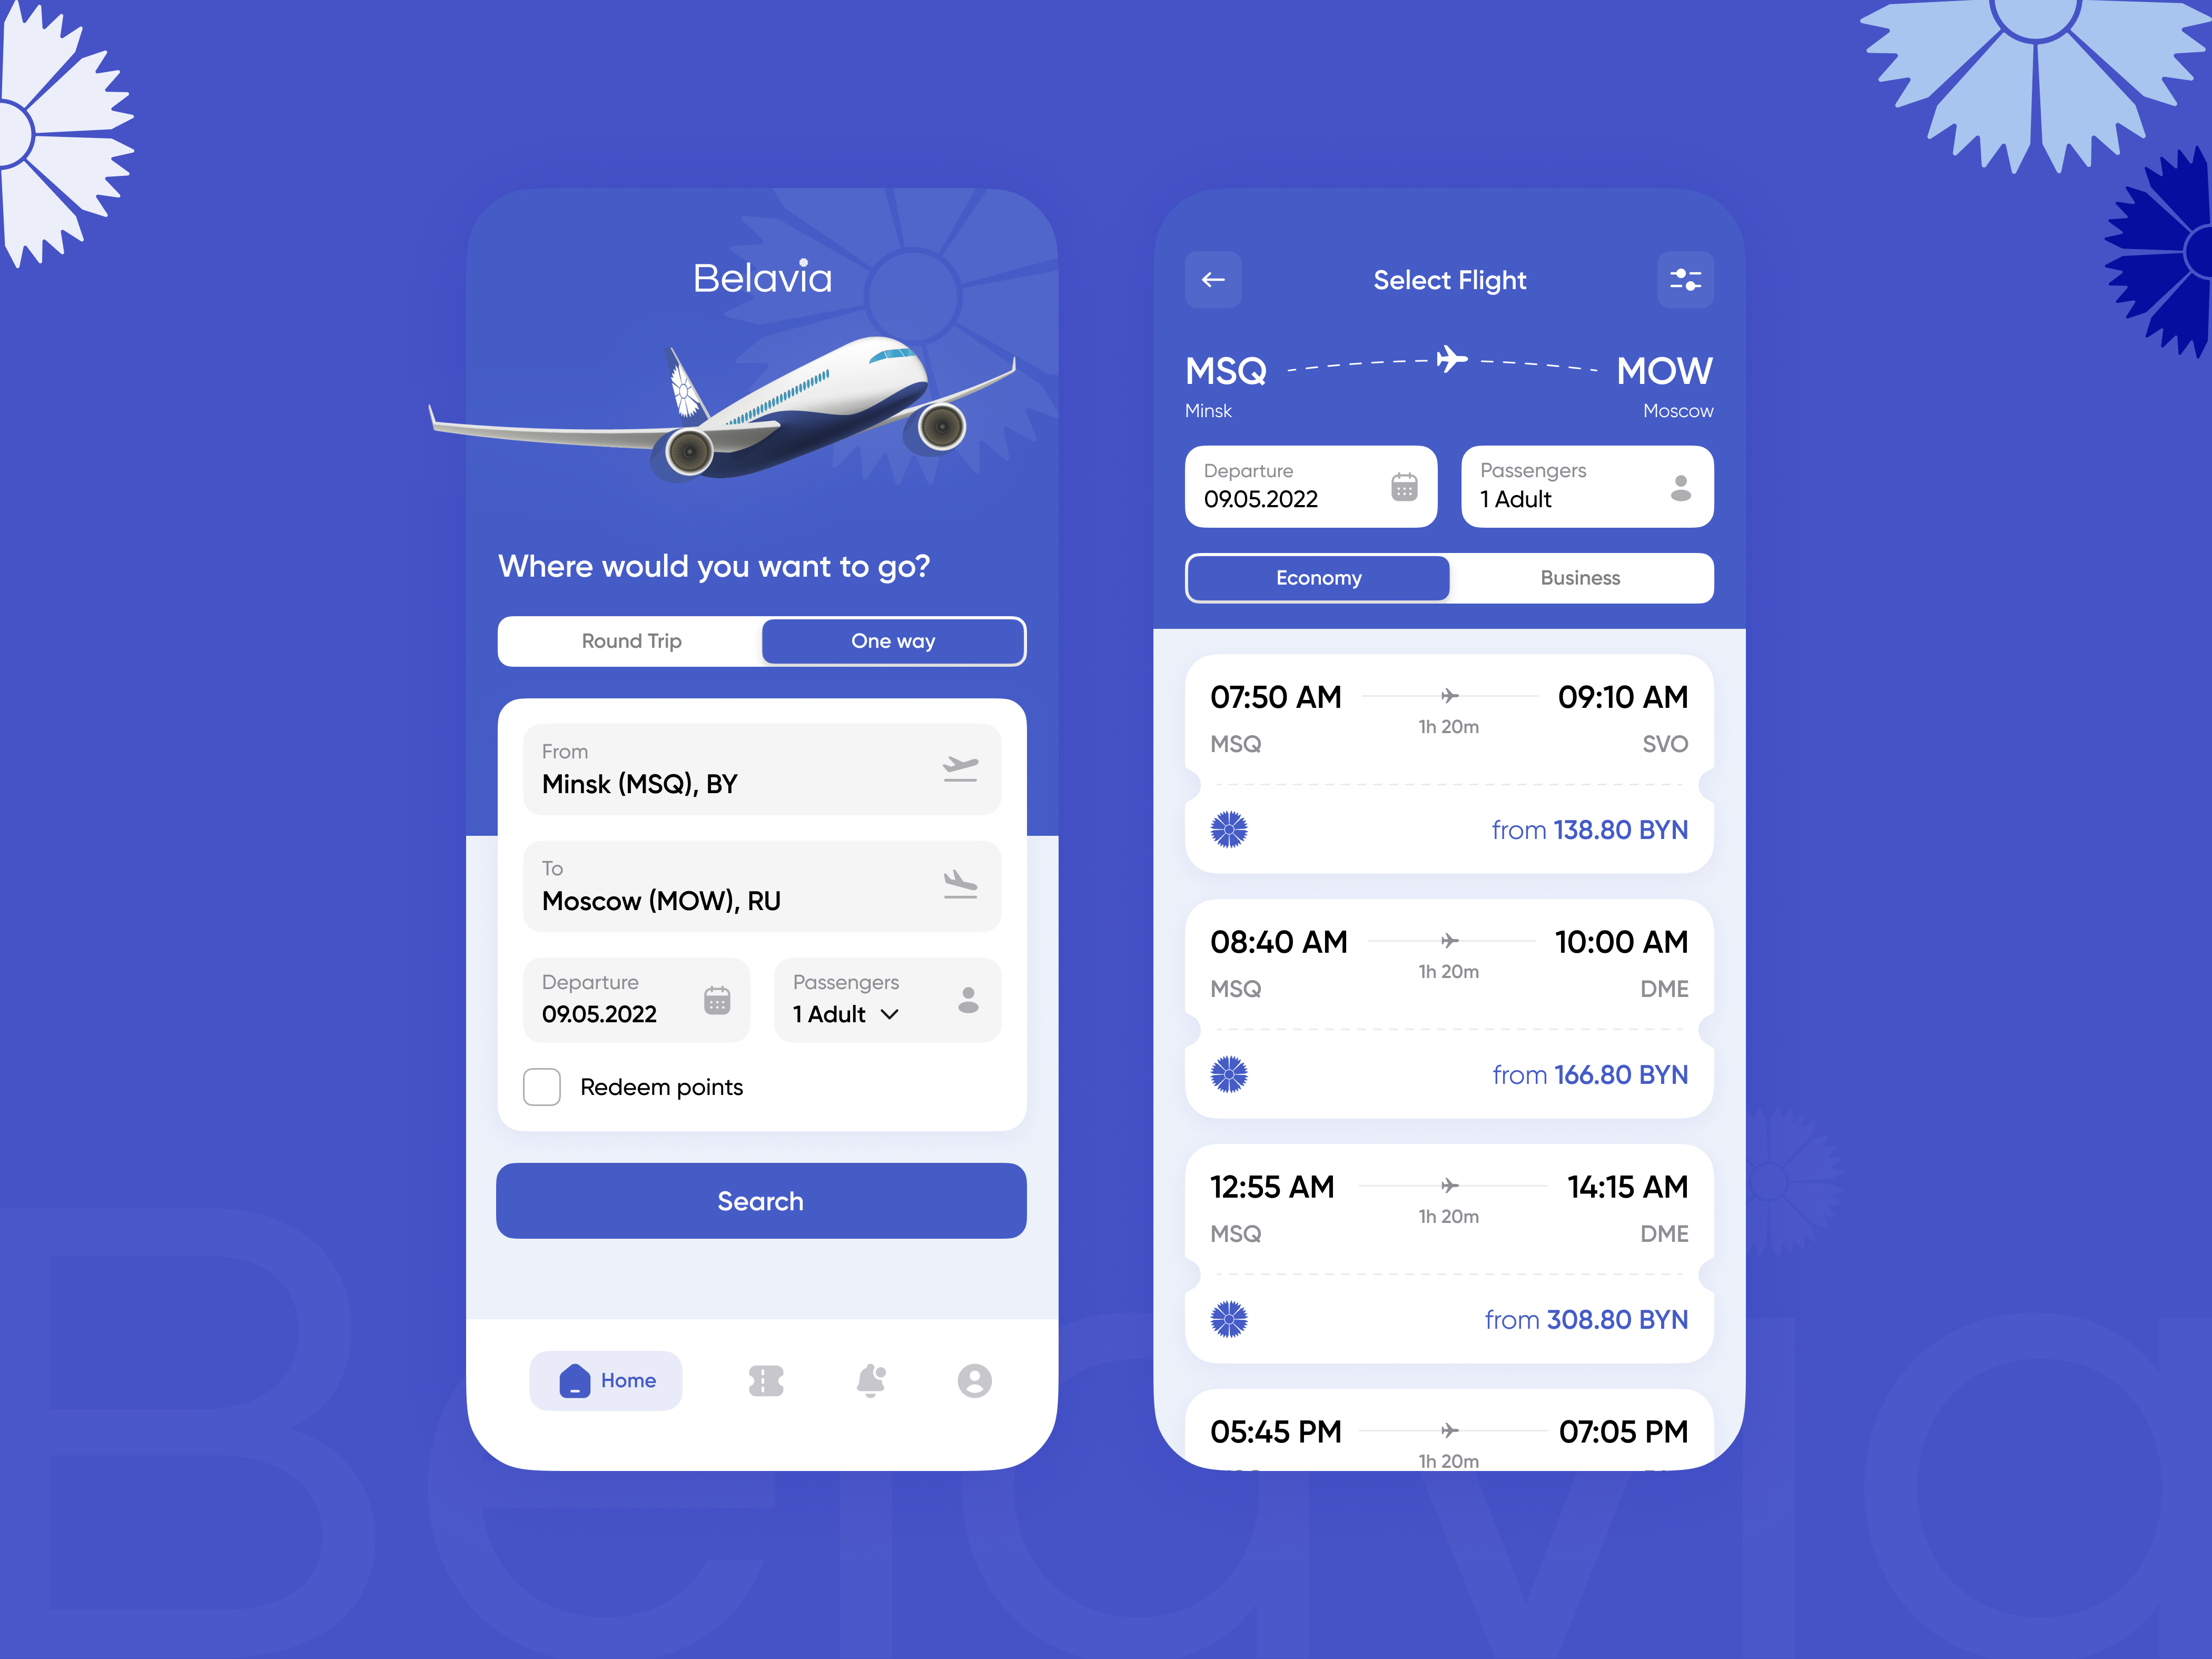 Belavia
Where would you want to go?
Round Trip
One way
From
Minsk (MSQ), BY
To
Moscow (MOW), RU
Departure
09.05.2022
Passengers
1 Adult
Redeem points
Search
Home
Select Flight
MSQ
MOW
Minsk
Moscow
Departure
09.05.2022
Passengers
1 Adult
Economy
Business
07:50 AM
09:10 AM
1h 20m
MSQ
SVO
from 138.80 BYN
08:40 AM
10:00 AM
1h 20m
MSQ
DME
from 166.80 BYN
12:55 AM
14:15 AM
1h 20m
MSQ
DME
from 308.80 BYN
05:45 PM
07:05 PM
1h 20m
Belavia